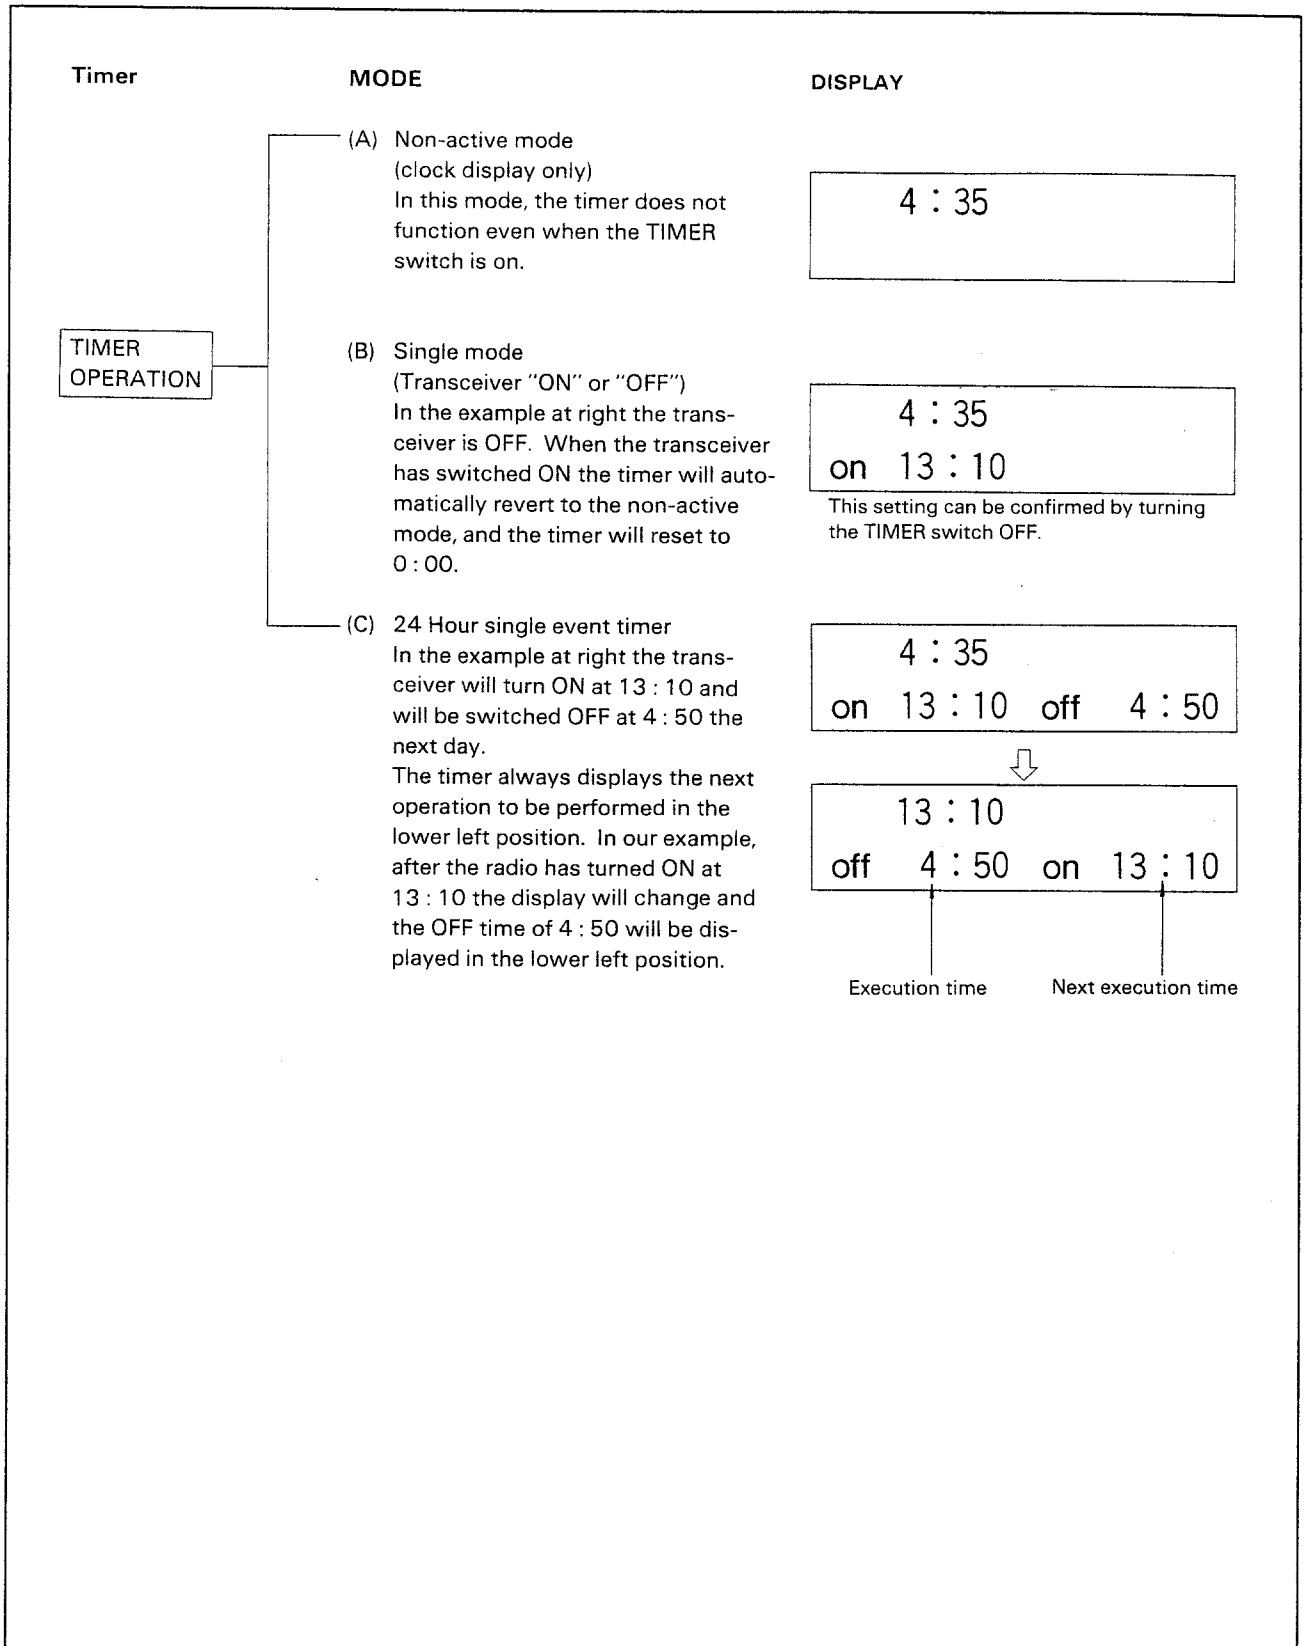 Timer
MODE
DISPLAY
(A) Non-active mode
(clock display only)
In this mode, the timer does not
function even when the TIMER
switch is on.
4 : 35
TIMER
OPERATION
(B) Single mode
(Transceiver "ON" or "OFF")
In the example at right the trans-
ceiver is OFF. When the transceiver
has switched ON the timer will auto-
matically revert to the non-active
mode, and the timer will reset to
0 : 00.
4 : 35
on 13 : 10
This setting can be confirmed by turning
the TIMER switch OFF.
(C) 24 Hour single event timer
In the example at right the trans-
ceiver will turn ON at 13 : 10 and
will be switched OFF at 4 : 50 the
next day.
The timer always displays the next
operation to be performed in the
lower left position. In our example,
after the radio has turned ON at
13 : 10 the display will change and
the OFF time of 4 : 50 will be dis-
played in the lower left position.
4 : 35
on 13 : 10 off 4 : 50
13 : 10
off 4 : 50 on 13 : 10
Execution time
Next execution time